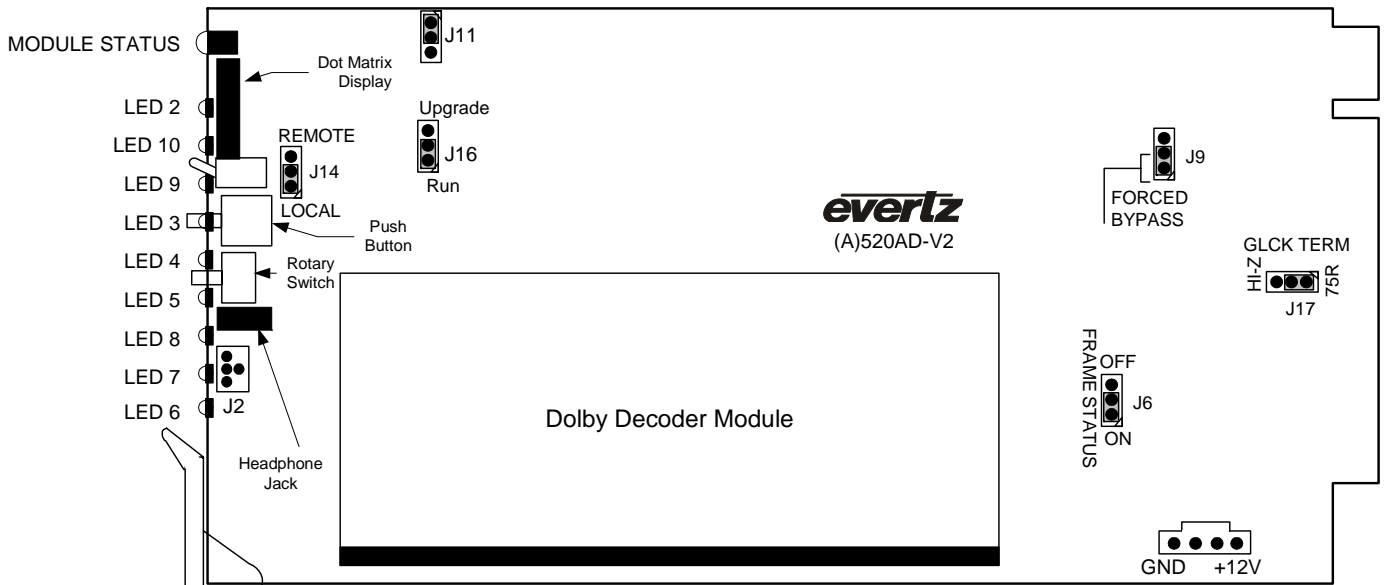 MODULE STATUS
Dot Matrix
Display
J11
LED 2
LED 10
LED 9
LED 3
LED 4
LED 5
LED 8
LED 7
LED 6
REMOTE
J14
LOCAL
Upgrade
J16
Run
Push
Button
Rotary
Switch
J2
Headphone
Jack
evertz
(A)520AD-V2
Dolby Decoder Module
J9
FORCED
BYPASS
GLCK TERM
HI-Z
75R
J17
FRAME STATUS
OFF
J6
ON
GND +12V